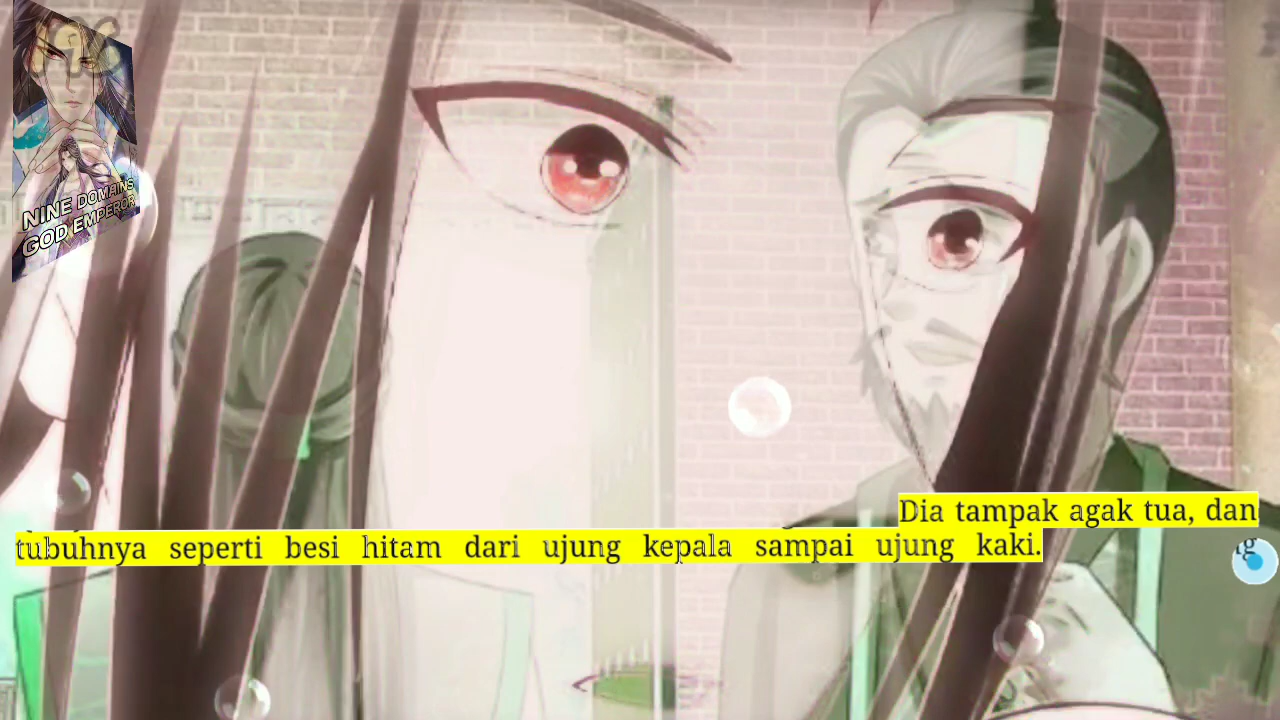 NINE DOMAINS
GOD EMPEROR
Dia tampak agak tua, dan
tubuhnya seperti besi hitam dari ujung kepala sampai ujung kaki.